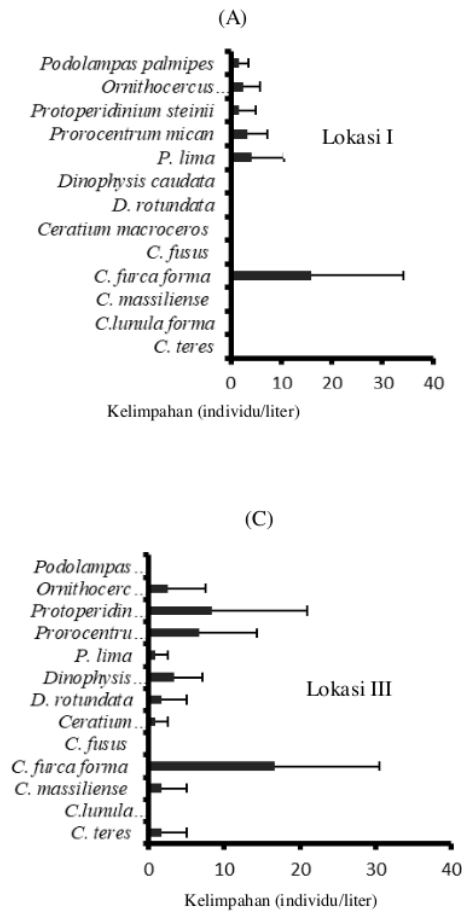 (A)
Podolampas palmipes
Ornithocercus ..
Protoperidinium steinii
Prorocentrum mican
Lokasi I
P. lima
Dinophysis caudata
D. rotundata
Ceratium macroceros
C. fusus
C. furca forma
C. massiliense
C.lunula forma
C. teres
0 10 20 30 40
Kelimpahan (individu/liter)
(C)
Podolampas ..
Ornithocerc ..
Protoperidin ..
Prorocentru ..
P. lima
Dinophysis ..
Lokasi III
D. rotundata
Ceratium ..
C. fusus
C. furca forma
C. massiliense
C.lunula ..
C. teres
0 10 20 30 40
Kelimpahan (individu/liter)